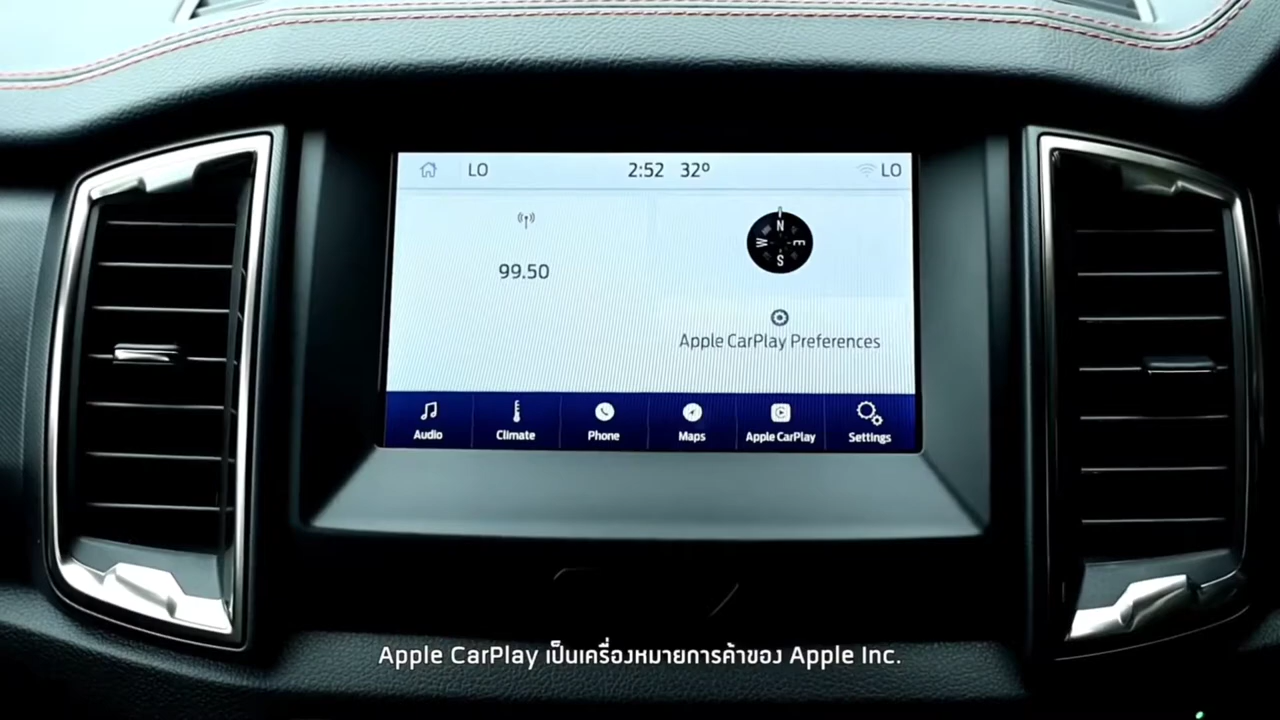 LO 2:52 32° LO
99.50
N
W E
S
Apple CarPlay Preferences
Audio Climate Phone Maps Apple CarPlay Settings
Apple CarPlay เป็นเครื่องหมายการค้าของ Apple Inc.